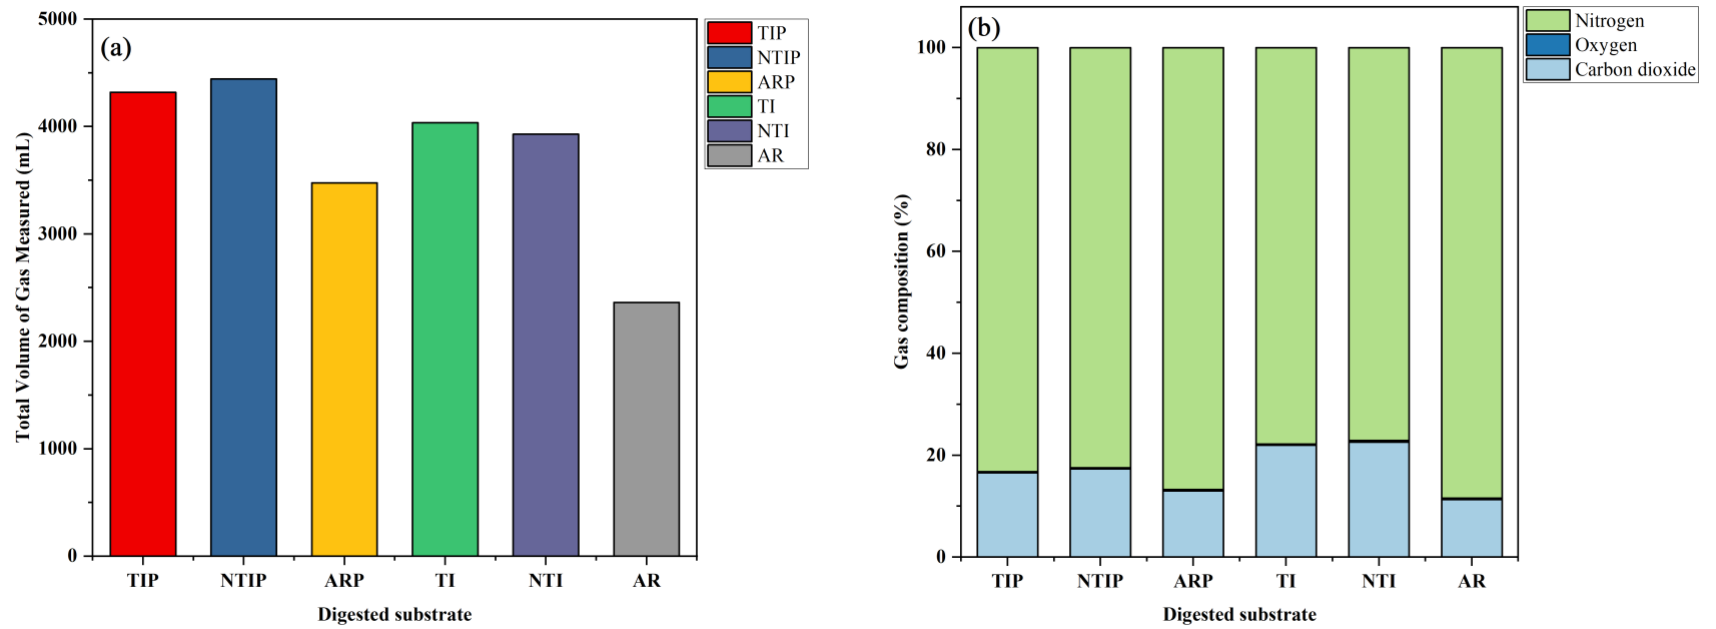 (a)
Total Volume of Gas Measured (mL)
5000
4000
3000
2000
1000
0
TIP NTIP ARP TI NTI AR
Digested substrate
TIP
NTIP
ARP
TI
NTI
AR
(b)
Gas composition (%)
100
80
60
40
20
0
TIP NTIP ARP TI NTI AR
Digested substrate
Nitrogen
Oxygen
Carbon dioxide